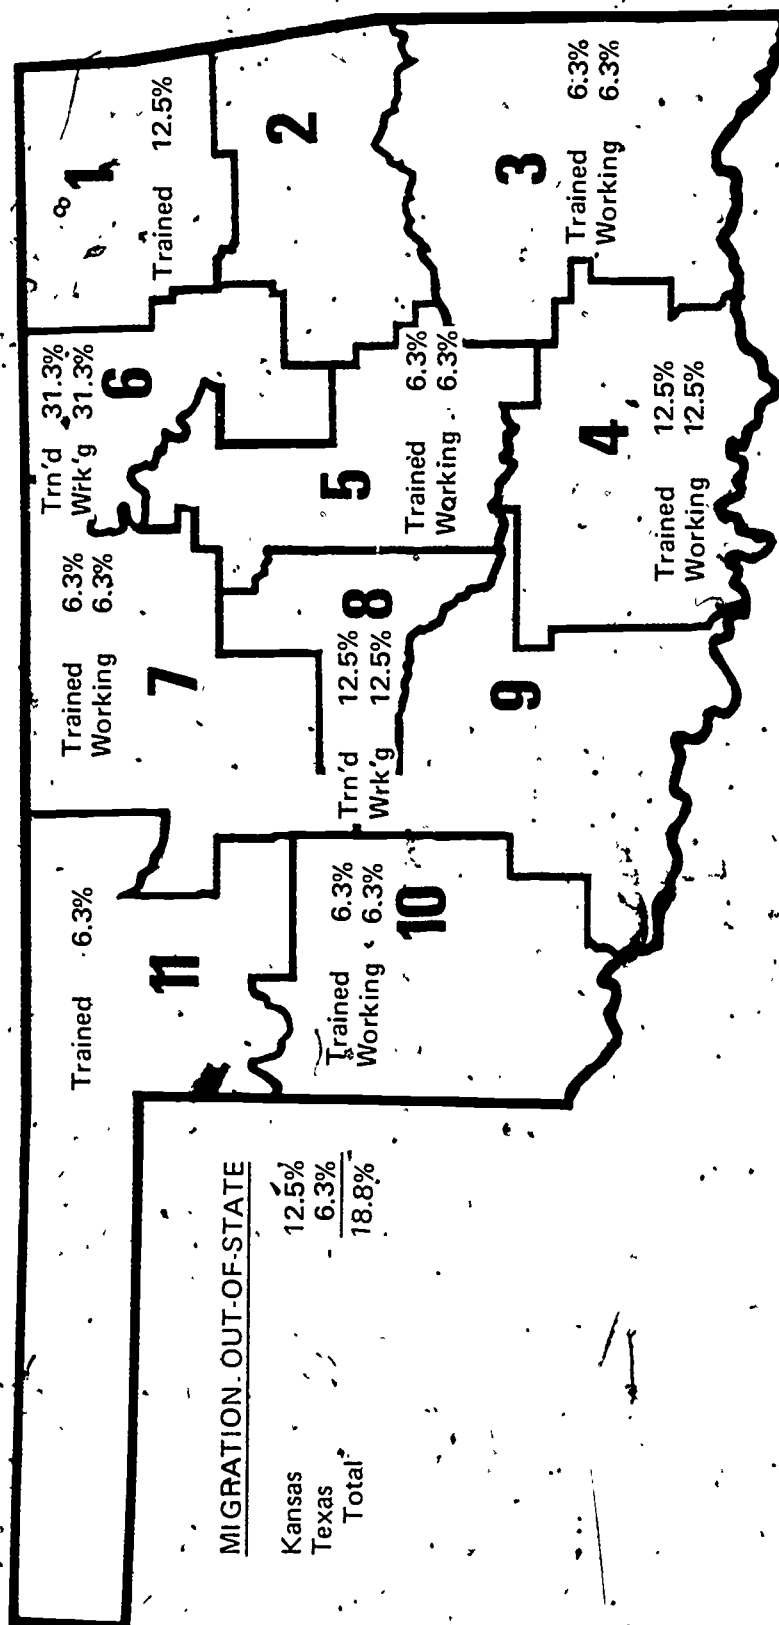 Trained 6.3%
11
Trained 6.3%
Working 6.3%
7
Trn'd 31.3%
Wrk'g 31.3%
6
1
Trained 12.5%
2
Trained 6.3%
Working 6.3%
10
Trn'd 12.5%
Wrk'g 12.5%
8
5
Trained 6.3%
Working 6.3%
9
3
Trained 6.3%
Working 6.3%
4
Trained 12.5%
Working 12.5%
MIGRATION OUT-OF-STATE
Kansas 12.5%
Texas 6.3%
Total 18.8%